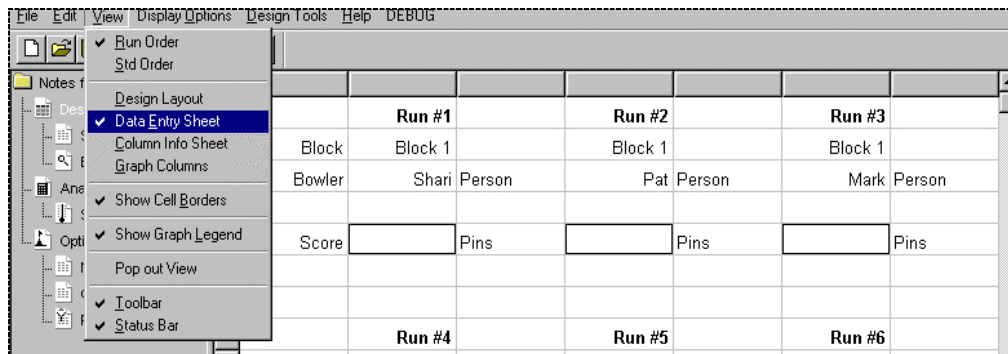 File Edit View Display Options Design Tools Help DEBUG
Run Order
Std Order
Design Layout
Data Entry Sheet
Column Info Sheet
Graph Columns
Show Cell Borders
Show Graph Legend
Pop out View
Toolbar
Status Bar
Notes f
Des
Ana
Opti
Run #1 Run #2 Run #3
Block Block 1 Block 1 Block 1
Bowler Shari Person Pat Person Mark Person
Score Pins Pins Pins
Run #4 Run #5 Run #6